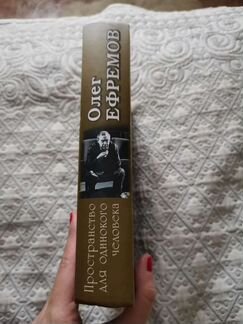 Олег
ЕФРЕМОВ
Пространство
для одинокого
человека